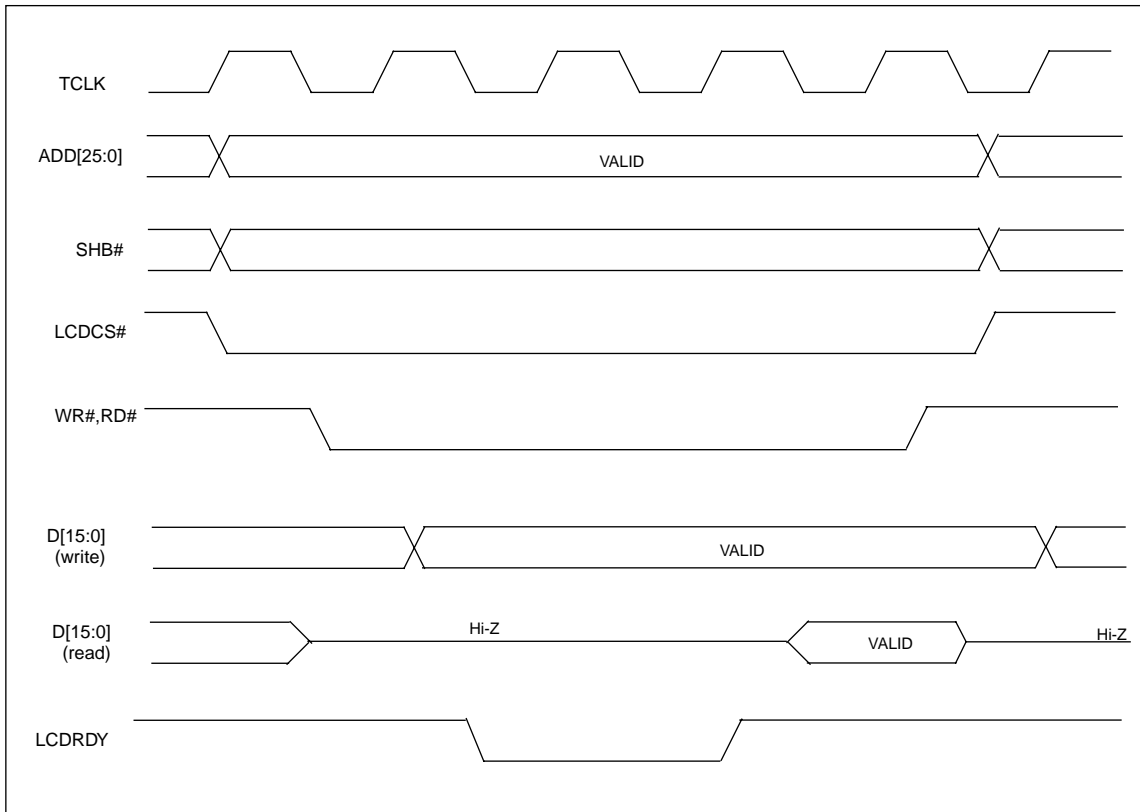 TCLK
ADD[25:0]
VALID
SHB#
LCDCS#
WR#,RD#
D[15:0]
(write)
VALID
D[15:0]
(read)
Hi-Z
VALID
Hi-Z
LCDRDY